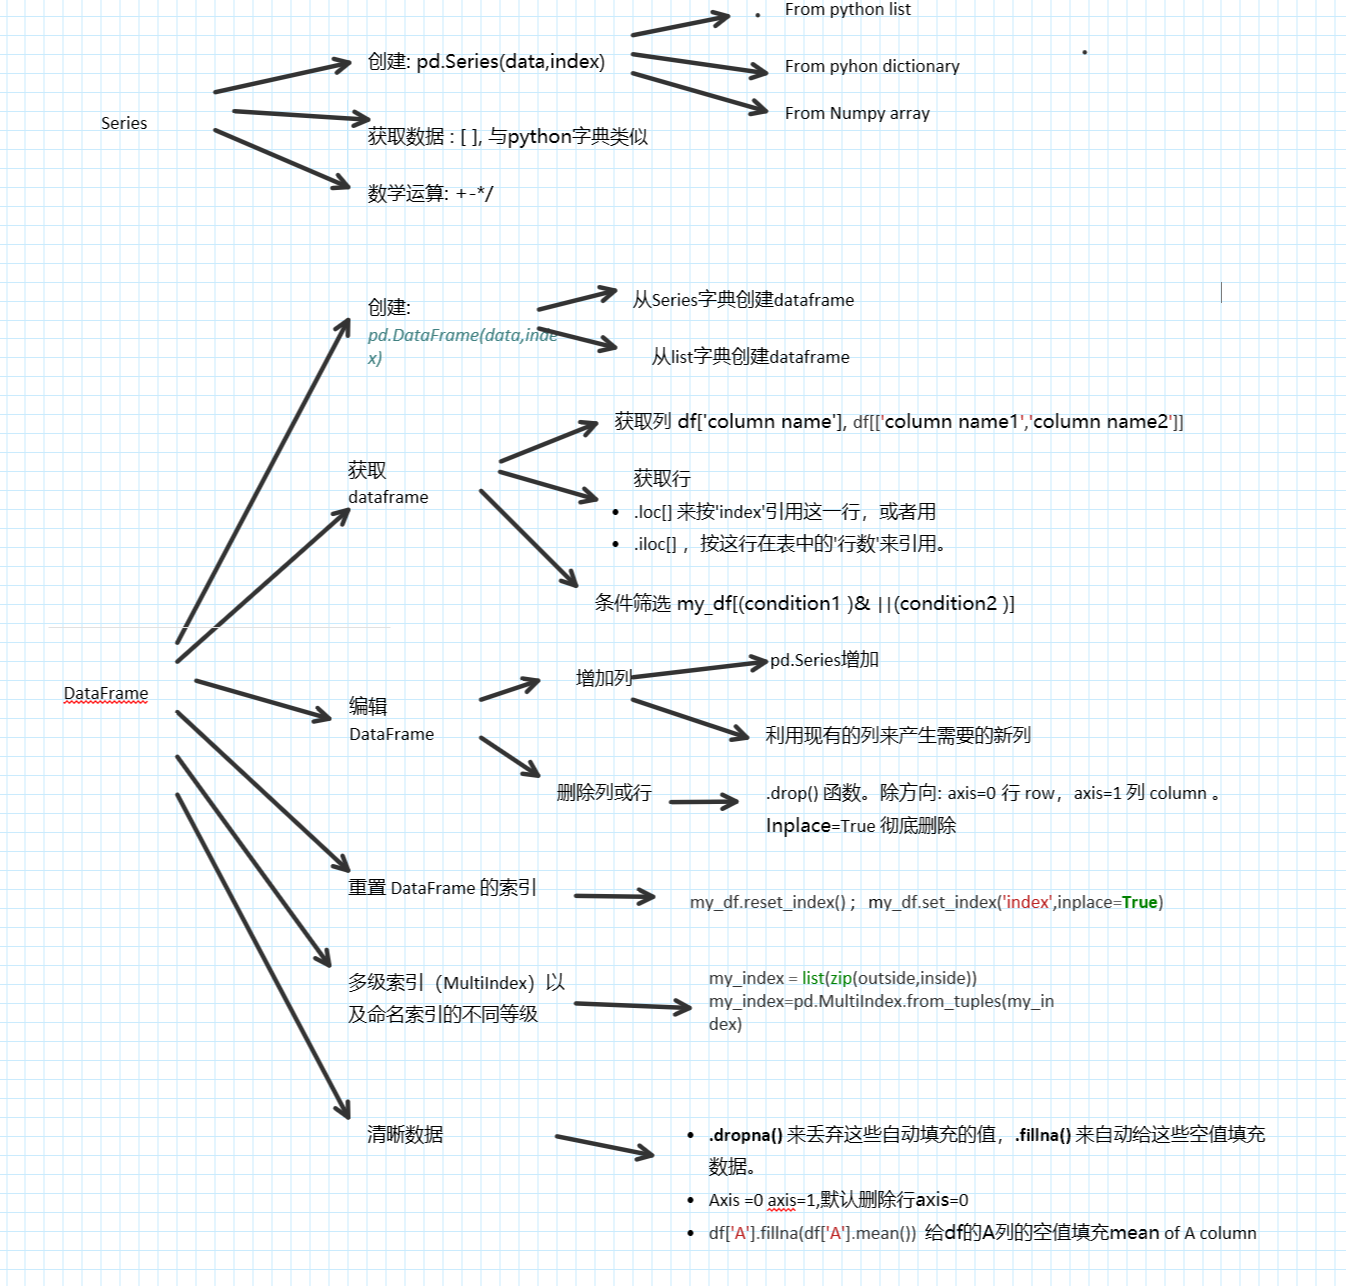 From python list
创建: pd.Series(data,index)
From pyhon dictionary
From Numpy array
Series
获取数据 : [ ], 与python字典类似
数学运算: +-*/
创建:
pd.DataFrame(data,inde
x)
从Series字典创建dataframe
从list字典创建dataframe
获取列 df['column name'], df[['column name1','column name2']]
获取
dataframe
获取行
• .loc[] 来按'index'引用这一行，或者用
• .iloc[] ，按这行在表中的'行数'来引用。
条件筛选 my_df[(condition1 )& ||(condition2 )]
DataFrame
编辑
DataFrame
增加列
pd.Series增加
利用现有的列来产生需要的新列
删除列或行
.drop() 函数。除方向: axis=0 行 row，axis=1 列 column 。
Inplace=True 彻底删除
重置 DataFrame 的索引
my_df.reset_index() ；my_df.set_index('index',inplace=True)
多级索引（MultiIndex）以
及命名索引的不同等级
my_index = list(zip(outside,inside))
my_index=pd.MultiIndex.from_tuples(my_in
dex)
清晰数据
• .dropna() 来丢弃这些自动填充的值，.fillna() 来自动给这些空值填充
数据。
• Axis =0 axis=1,默认删除行axis=0
• df['A'].fillna(df['A'].mean()) 给df的A列的空值填充mean of A column